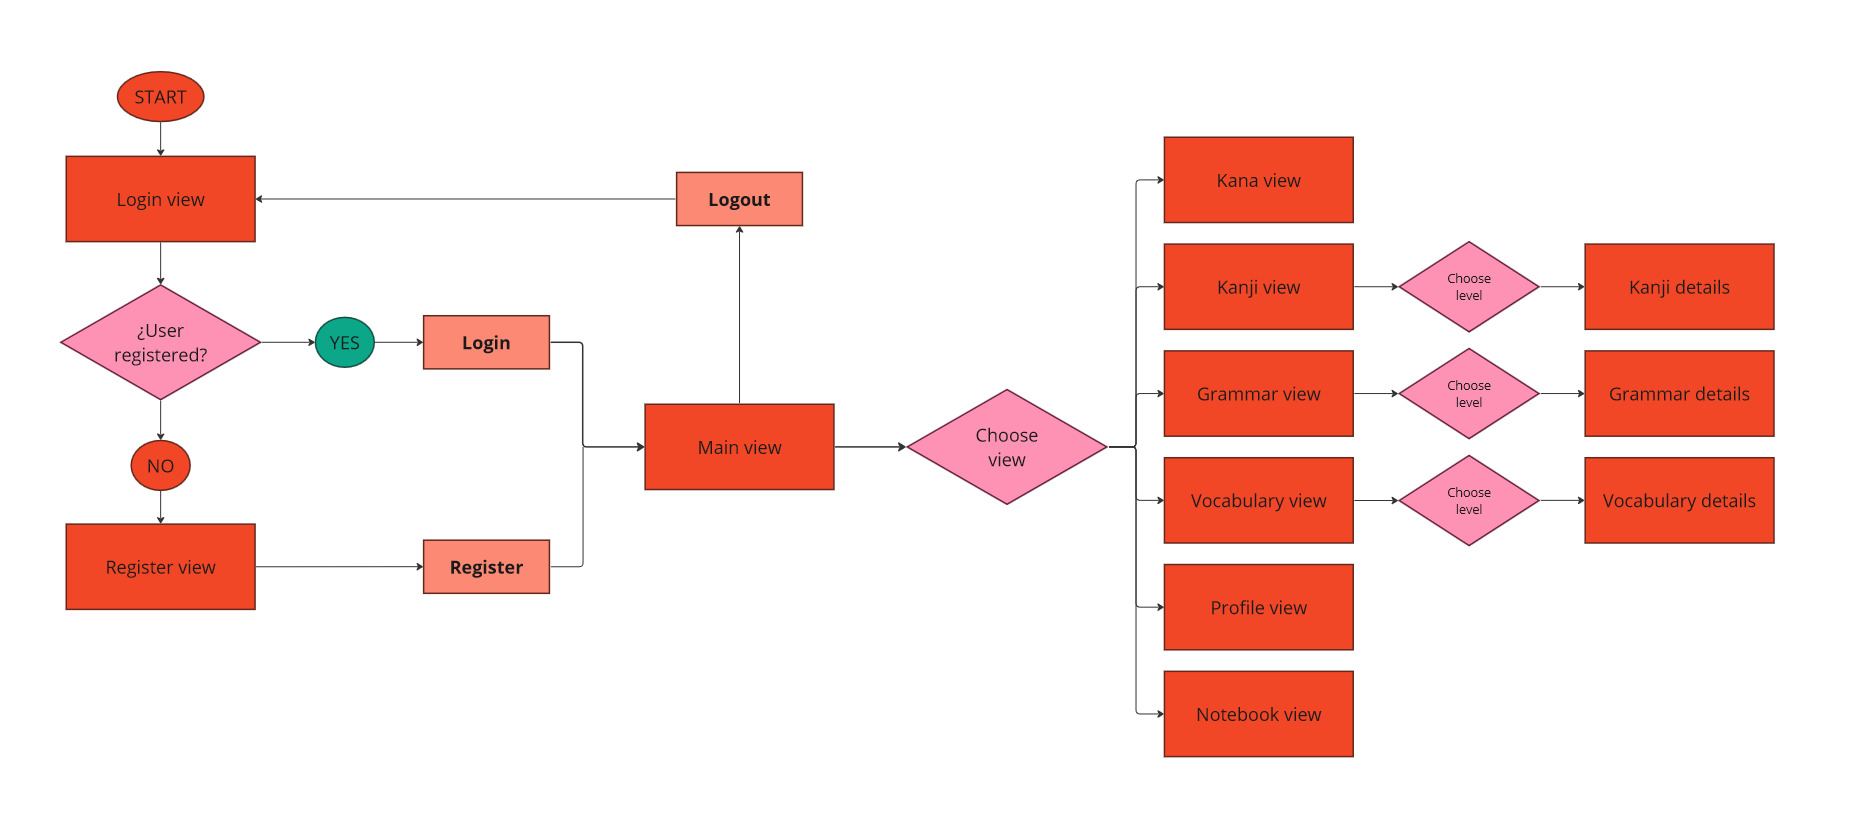 START
Login view
¿User
registered?
YES
NO
Register view
Login
Register
Logout
Main view
Choose
view
Kana view
Kanji view
Choose
level
Kanji details
Grammar view
Choose
level
Grammar details
Vocabulary view
Choose
level
Vocabulary details
Profile view
Notebook view